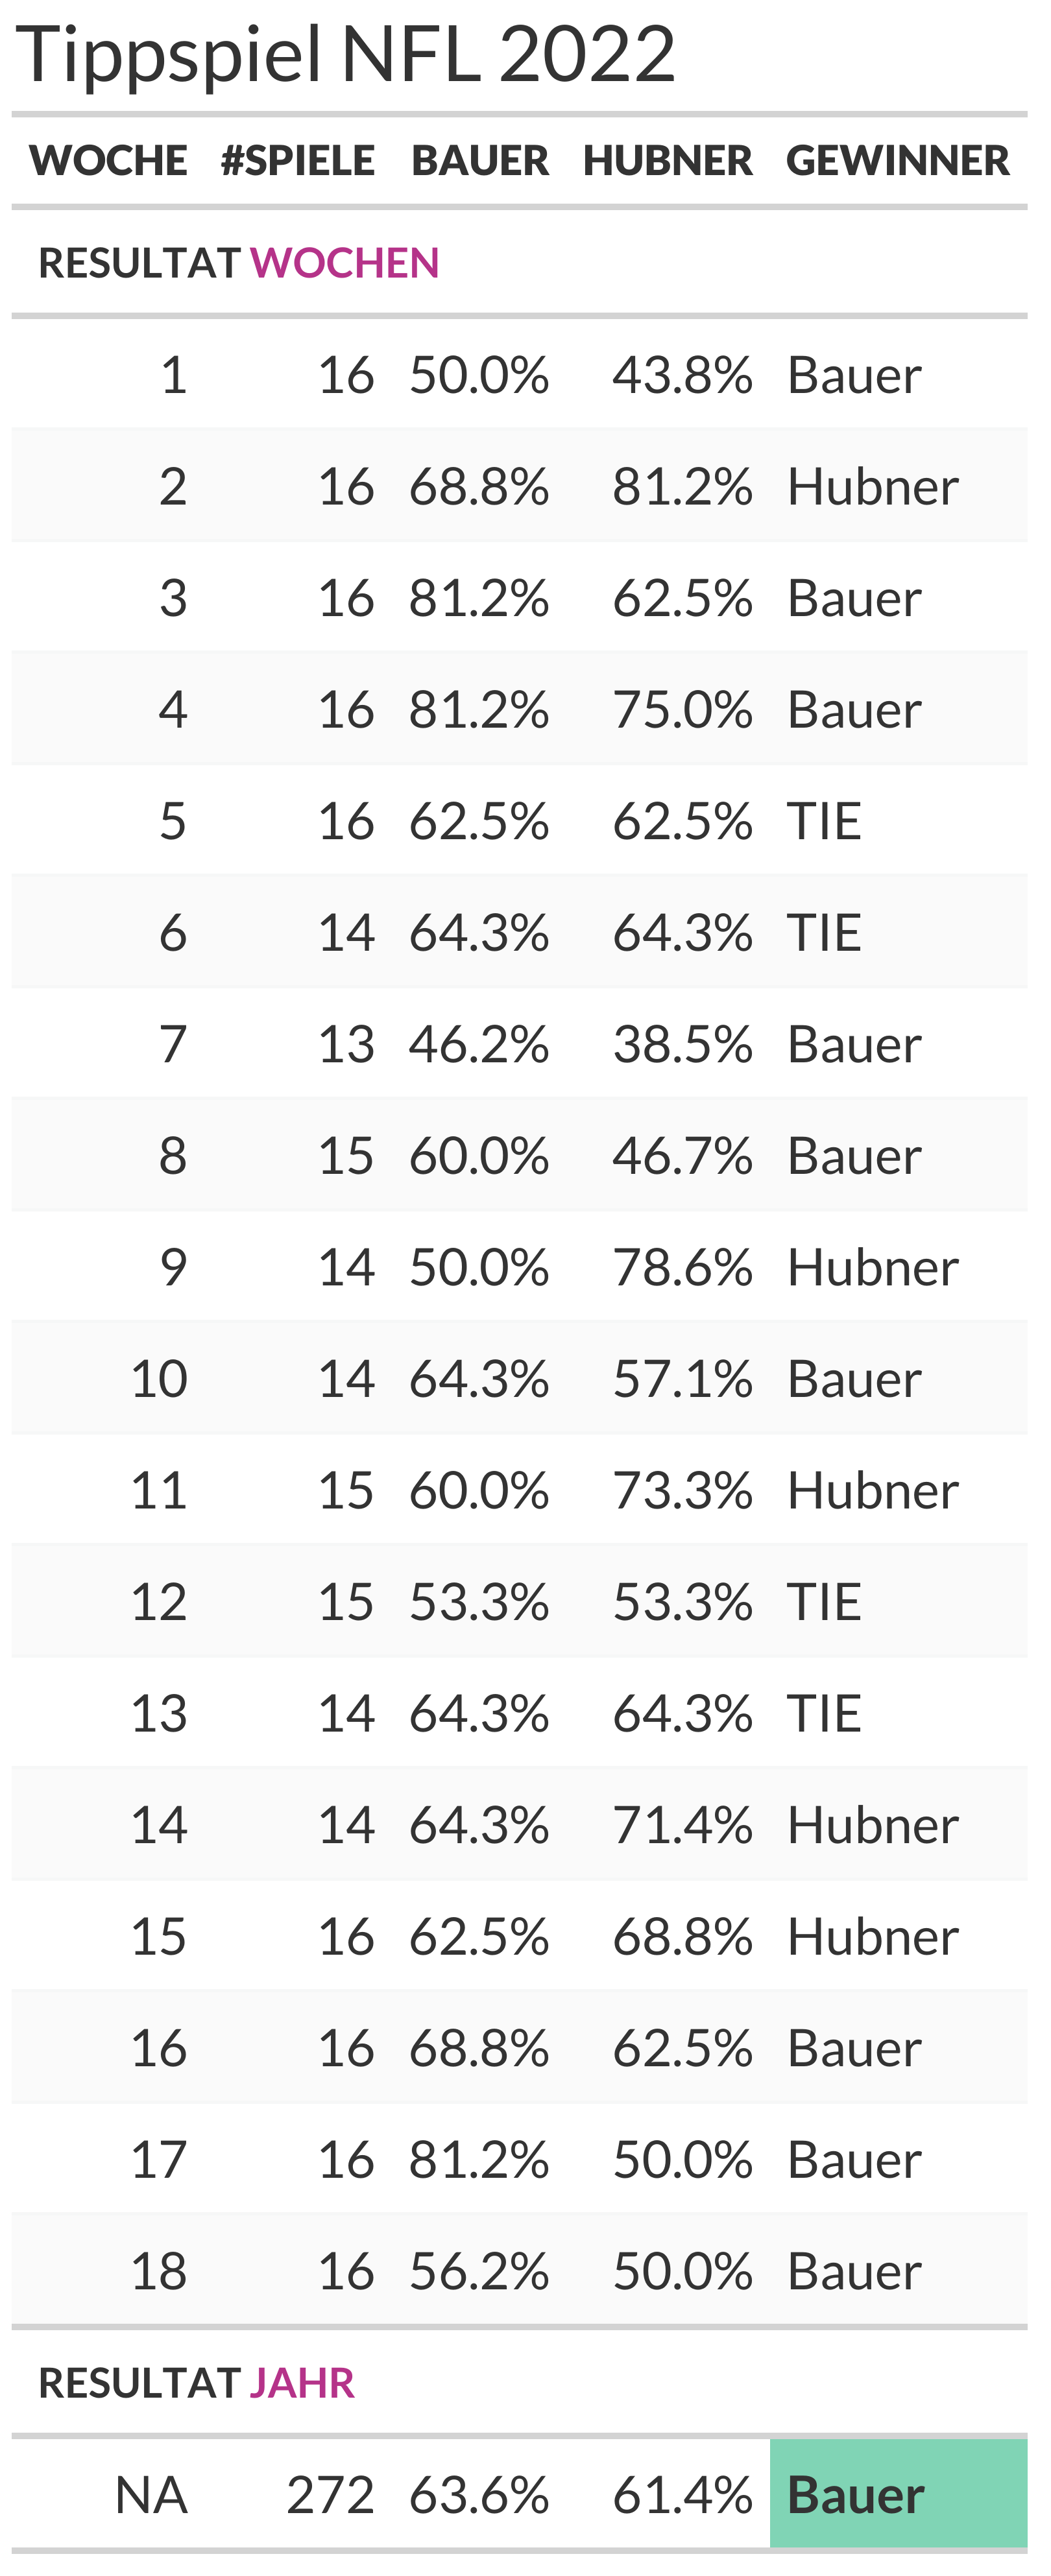 Tippspiel NFL 2022
WOCHE #SPIELE BAUER HUBNER GEWINNER
RESULTAT WOCHEN
1 16 50.0% 43.8% Bauer
2 16 68.8% 81.2% Hubner
3 16 81.2% 62.5% Bauer
4 16 81.2% 75.0% Bauer
5 16 62.5% 62.5% TIE
6 14 64.3% 64.3% TIE
7 13 46.2% 38.5% Bauer
8 15 60.0% 46.7% Bauer
9 14 50.0% 78.6% Hubner
10 14 64.3% 57.1% Bauer
11 15 60.0% 73.3% Hubner
12 15 53.3% 53.3% TIE
13 14 64.3% 64.3% TIE
14 14 64.3% 71.4% Hubner
15 16 62.5% 68.8% Hubner
16 16 68.8% 62.5% Bauer
17 16 81.2% 50.0% Bauer
18 16 56.2% 50.0% Bauer
RESULTAT JAHR
NA 272 63.6% 61.4% Bauer